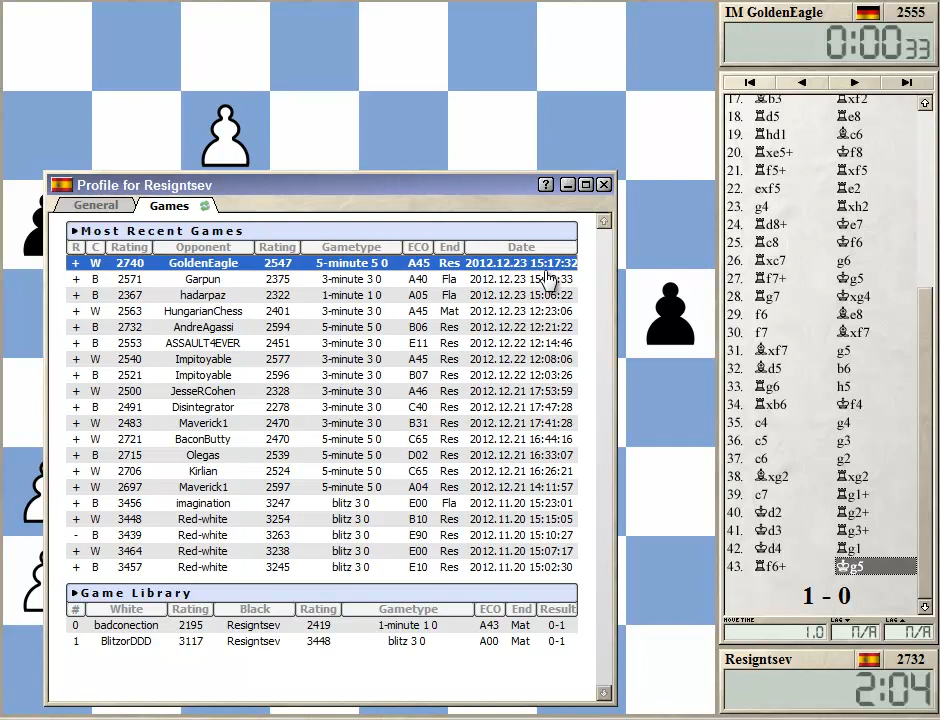 IM GoldenEagle 2555
0:00 33
17. ♗b3 ♖xf2
18. ♖d5 ♖e8
19. ♖hd1 ♗c6
20. ♖xe5+ ♔f8
21. ♖f5+ ♖xf5
22. exf5 ♖e2
23. g4 ♖xh2
24. ♖d8+ ♔e7
25. ♖c8 ♔f6
26. ♖xc7 g6
27. ♖f7+ ♔g5
28. ♖g7 ♔xg4
29. f6 ♗e8
30. f7 ♗xf7
31. ♗xf7 g5
32. ♗d5 b6
33. ♖g6 h5
34. ♖xb6 ♔f4
35. c4 g4
36. c5 g3
37. c6 g2
38. ♗xg2 ♖xg2
39. c7 ♖g1+
40. ♔d2 ♖g2+
41. ♔d3 ♖g3+
42. ♔d4 ♖g1
43. ♖f6+ ♔g5
1 - 0
MOVE TIME LAG LAG
1.0 N/A N/A
Resigntsev 2732
2:04
Profile for Resigntsev
General Games
Most Recent Games
R C Rating Opponent Rating Gametype ECO End Date
+ W 2740 GoldenEagle 2547 5-minute 5 0 A45 Res 2012.12.23 15:17:32
+ B 2571 Garpun 2375 3-minute 3 0 A40 Fla 2012.12.23
+ B 2367 hadarpaz 2322 1-minute 1 0 A05 Fla 2012.12.23 15:06:22
+ W 2563 HungarianChess 2401 3-minute 3 0 A45 Mat 2012.12.23 12:23:06
+ B 2732 AndreAgassi 2594 5-minute 5 0 B06 Res 2012.12.22 12:21:22
+ B 2553 ASSAULT4EVER 2451 3-minute 3 0 E11 Res 2012.12.22 12:14:46
+ W 2540 Impitoyable 2577 3-minute 3 0 A45 Res 2012.12.22 12:08:06
+ B 2521 Impitoyable 2596 3-minute 3 0 B07 Res 2012.12.22 12:03:26
+ W 2500 JesseRCohen 2328 3-minute 3 0 A46 Res 2012.12.21 17:53:59
+ B 2491 Disintegrator 2278 3-minute 3 0 C40 Res 2012.12.21 17:47:28
+ W 2483 Maverick1 2470 3-minute 3 0 B31 Res 2012.12.21 17:41:28
+ W 2721 BaconButty 2470 5-minute 5 0 C65 Res 2012.12.21 16:44:16
+ B 2715 Olegas 2539 5-minute 5 0 D02 Res 2012.12.21 16:33:07
+ W 2706 Kirlian 2524 5-minute 5 0 C65 Res 2012.12.21 16:26:21
+ W 2697 Maverick1 2597 5-minute 5 0 A04 Res 2012.12.21 14:11:57
+ B 3456 imagination 3247 blitz 3 0 E00 Fla 2012.11.20 15:23:01
+ W 3448 Red-white 3254 blitz 3 0 B10 Res 2012.11.20 15:15:05
- B 3439 Red-white 3263 blitz 3 0 E90 Res 2012.11.20 15:10:27
+ W 3464 Red-white 3238 blitz 3 0 E00 Res 2012.11.20 15:07:17
+ B 3457 Red-white 3245 blitz 3 0 E10 Res 2012.11.20 15:02:30
Game Library
# White Rating Black Rating Gametype ECO End Result
0 badconection 2195 Resigntsev 2419 1-minute 1 0 A43 Mat 0-1
1 BlitzorDDD 3117 Resigntsev 3448 blitz 3 0 A00 Mat 0-1